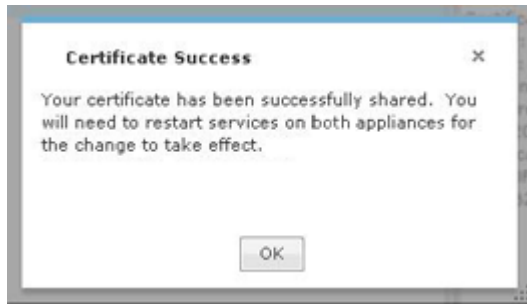 Certificate Success ×
Your certificate has been successfully shared. You
will need to restart services on both appliances for
the change to take effect.
OK